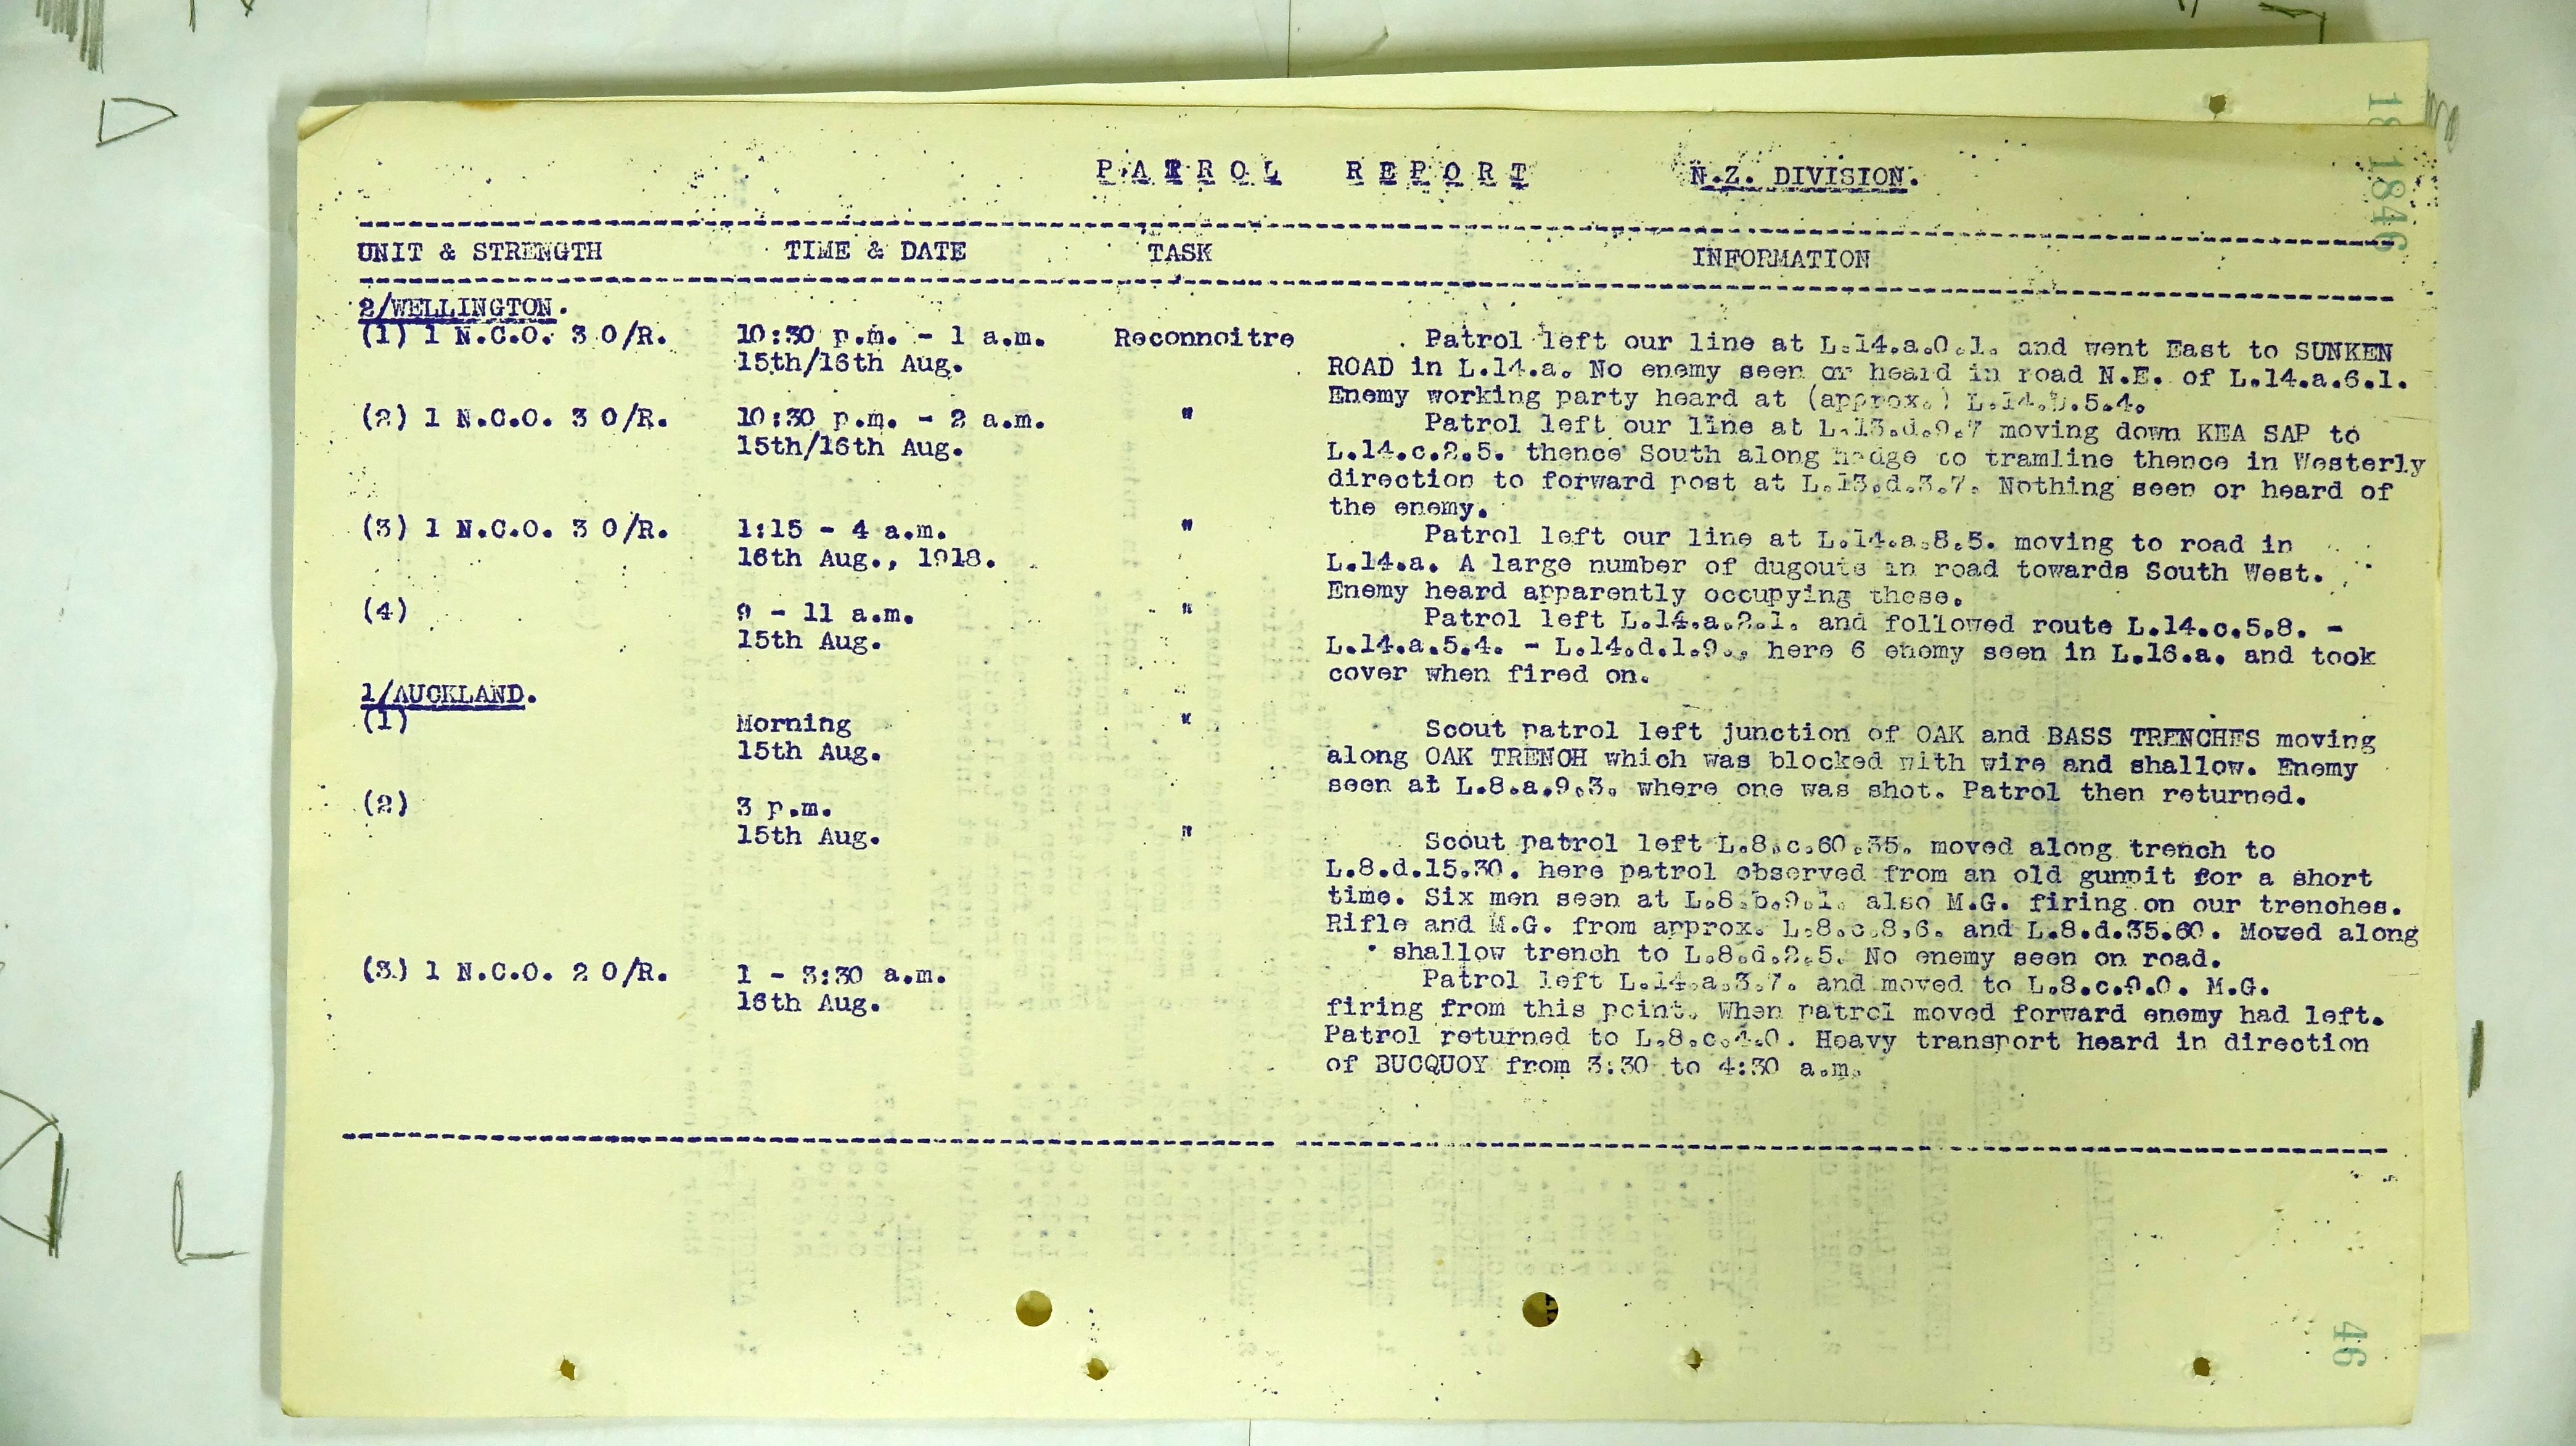 PATROL REPORT N.Z. DIVISION.
UNIT & STRENGTH TIME & DATE TASK INFORMATION
2/WELLINGTON.
(1) 1 N.C.O. 3 O/R. 10:30 p.m. - 1 a.m. Reconnoitre Patrol left our line at L.14.a.0.1. and went East to SUNKEN
15th/16th Aug. ROAD in L.14.a. No enemy seen or heard in road N.E. of L.14.a.6.1.
Enemy working party heard at (approx.) L.14.b.5.4.
(2) 1 N.C.O. 3 O/R. 10:30 p.m. - 2 a.m. " Patrol left our line at L.13.d.9.7 moving down KEA SAP to
15th/16th Aug. L.14.c.2.5. thence South along hedge to tramline thence in Westerly
direction to forward post at L.13.d.3.7. Nothing seen or heard of
the enemy.
(3) 1 N.C.O. 3 O/R. 1:15 - 4 a.m. " Patrol left our line at L.14.a.8.5. moving to road in
16th Aug., 1918. L.14.a. A large number of dugouts in road towards South West.
Enemy heard apparently occupying these.
(4) 9 - 11 a.m. " Patrol left L.14.a.2.1. and followed route L.14.c.5.8. -
15th Aug. L.14.a.5.4. - L.14.d.1.9., here 6 enemy seen in L.16.a. and took
cover when fired on.
1/AUCKLAND.
(1) Morning " Scout patrol left junction of OAK and BASS TRENCHES moving
15th Aug. along OAK TRENCH which was blocked with wire and shallow. Enemy
seen at L.8.a.9.3. where one was shot. Patrol then returned.
(2) 3 p.m.
15th Aug. " Scout patrol left L.8.c.60.35. moved along trench to
L.8.d.15.30. here patrol observed from an old gunpit for a short
time. Six men seen at L.8.b.9.1. also M.G. firing on our trenches.
Rifle and M.G. from approx. L.8.c.8.6. and L.8.d.35.60. Moved along
shallow trench to L.8.d.2.5. No enemy seen on road.
(3) 1 N.C.O. 2 O/R. 1 - 3:30 a.m. Patrol left L.14.a.3.7. and moved to L.8.c.9.0. M.G.
16th Aug. firing from this point. When patrol moved forward enemy had left.
Patrol returned to L.8.c.4.0. Heavy transport heard in direction
of BUCQUOY from 3:30 to 4:30 a.m.
18
1846
46